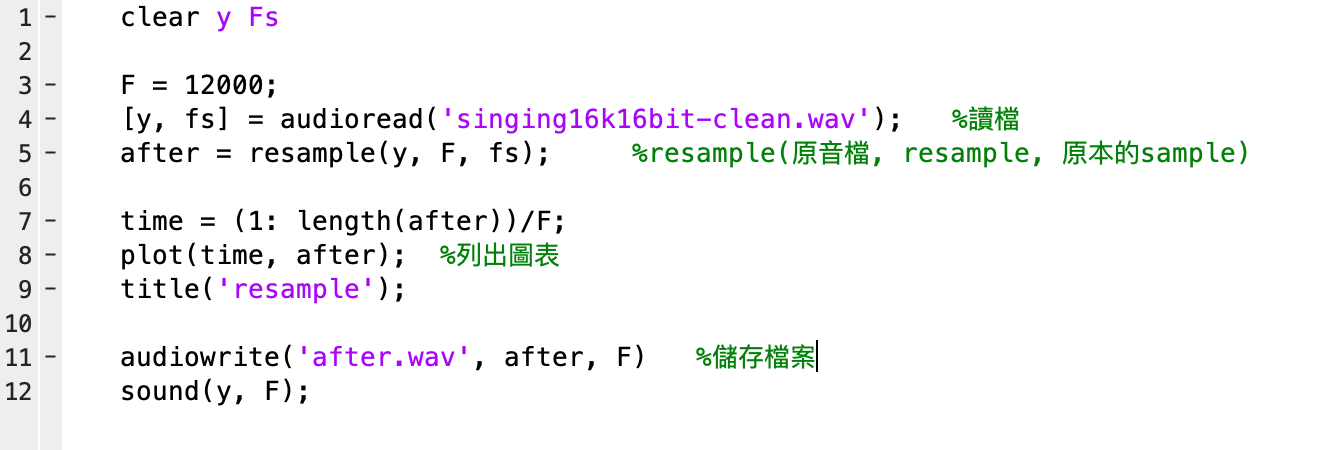 1 – clear y Fs
2
3 – F = 12000;
4 – [y, fs] = audioread('singing16k16bit-clean.wav'); %讀檔
5 – after = resample(y, F, fs); %resample(原音檔, resample, 原本的sample)
6
7 – time = (1: length(after))/F;
8 – plot(time, after); %列出圖表
9 – title('resample');
10
11 – audiowrite('after.wav', after, F) %儲存檔案
12 sound(y, F);